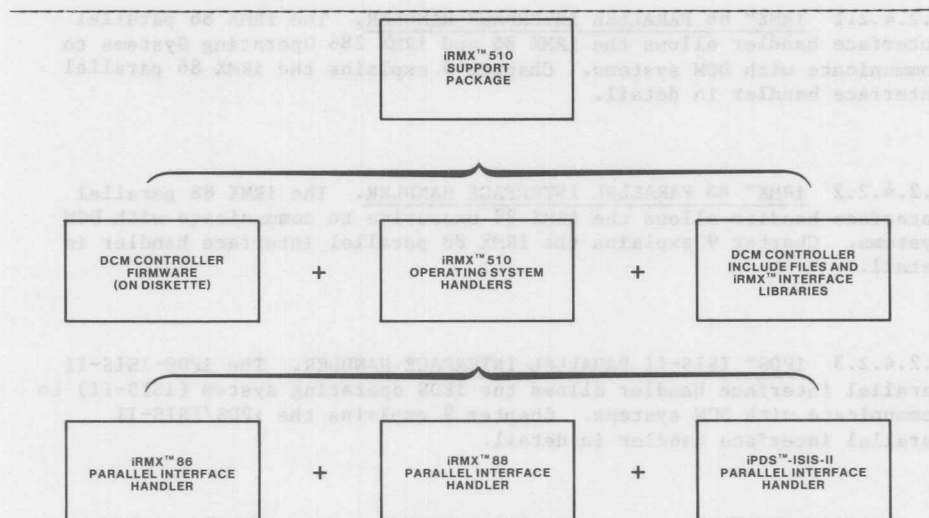 iRMX™ 510
SUPPORT
PACKAGE
DCM CONTROLLER
FIRMWARE
(ON DISKETTE)
+
iRMX™ 510
OPERATING SYSTEM
HANDLERS
+
DCM CONTROLLER
INCLUDE FILES AND
iRMX™ INTERFACE
LIBRARIES
iRMX™ 86
PARALLEL INTERFACE
HANDLER
+
iRMX™ 88
PARALLEL INTERFACE
HANDLER
+
iPDS™-ISIS-II
PARALLEL INTERFACE
HANDLER